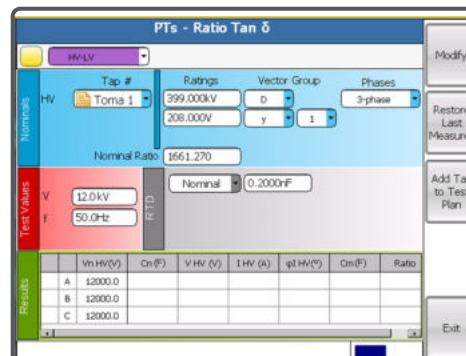 PTs - Ratio Tan δ
HV-LV
Modify
Tap # Ratings Vector Group Phases
HV Toma 1 399.000kV D 3-phase
208.000V y 1
Nominal Ratio 1661.270
Nominals
Restore
Last
Measure
V 12.0kV RTD Nominal 0.2000nF
f 50.0Hz
Test Values
Add Ta
to Tes
Plan
Vn HV(V) Cn(F) V HV (V) I HV (A) φI HV(º) Cm(F) Ratio
A 12000.0
B 12000.0
C 12000.0
Results
Exit